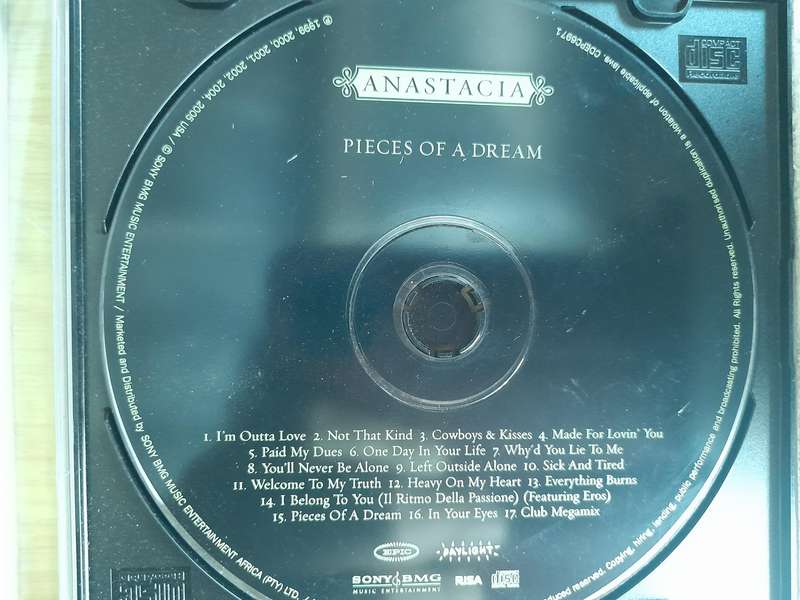 ANASTACIA
PIECES OF A DREAM
1. I'm Outta Love 2. Not That Kind 3. Cowboys & Kisses 4. Made For Lovin' You
5. Paid My Dues 6. One Day In Your Life 7. Why'd You Lie To Me
8. You'll Never Be Alone 9. Left Outside Alone 10. Sick And Tired
11. Welcome To My Truth 12. Heavy On My Heart 13. Everything Burns
14. I Belong To You (Il Ritmo Della Passione) (Featuring Eros)
15. Pieces Of A Dream 16. In Your Eyes 17. Club Megamix
EPIC DAYLIGHT
SONY BMG
MUSIC ENTERTAINMENT
RiSA
COMPACT
disc
℗ 1999, 2000, 2001, 2002, 2004, 2005 USA / © SONY BMG MUSIC ENTERTAINMENT / Marketed and Distributed by SONY BMG MUSIC ENTERTAINMENT AFRICA (PTY) LTD.
reproduced reserved. Copying, hiring, lending, public performance and broadcasting prohibited. All Rights reserved. Unauthorised duplication is a violation of applicable laws. CDEPC6971
COMPACT
disc
Recordable